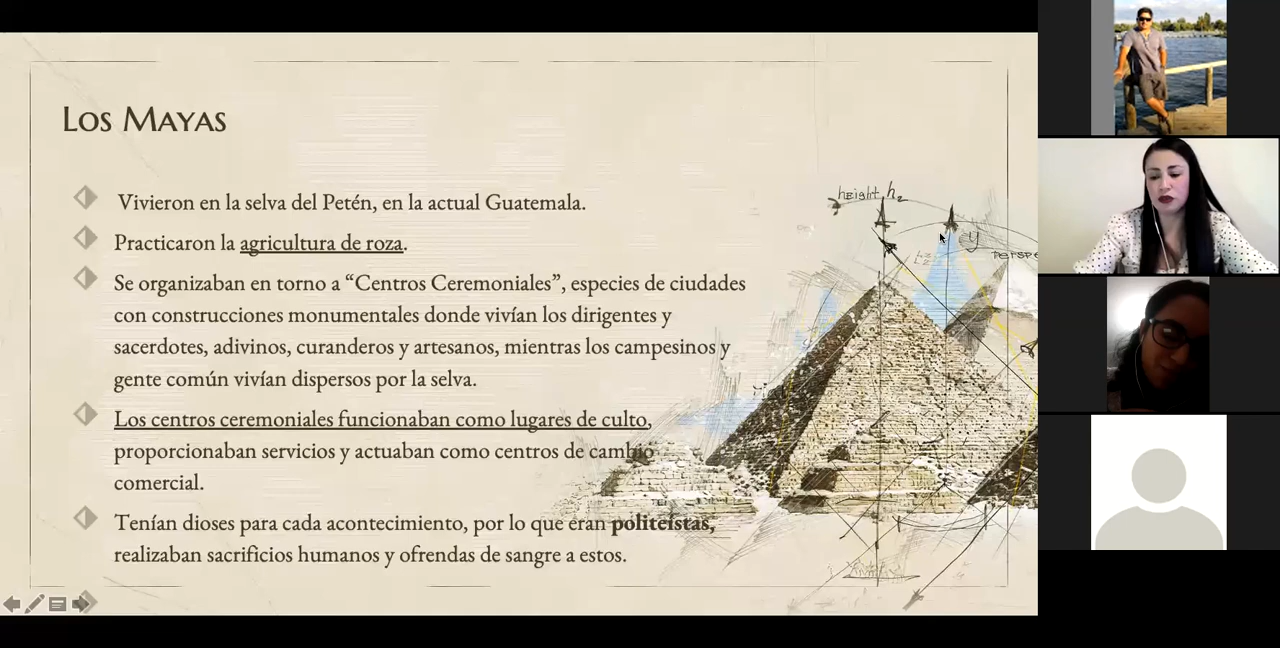 Los Mayas
Vivieron en la selva del Petén, en la actual Guatemala.
Practicaron la agricultura de roza.
Se organizaban en torno a “Centros Ceremoniales”, especies de ciudades
con construcciones monumentales donde vivían los dirigentes y
sacerdotes, adivinos, curanderos y artesanos, mientras los campesinos y
gente común vivían dispersos por la selva.
Los centros ceremoniales funcionaban como lugares de culto,
proporcionaban servicios y actuaban como centros de cambio
comercial.
Tenían dioses para cada acontecimiento, por lo que eran politeístas,
realizaban sacrificios humanos y ofrendas de sangre a estos.
height h2
y
perspe